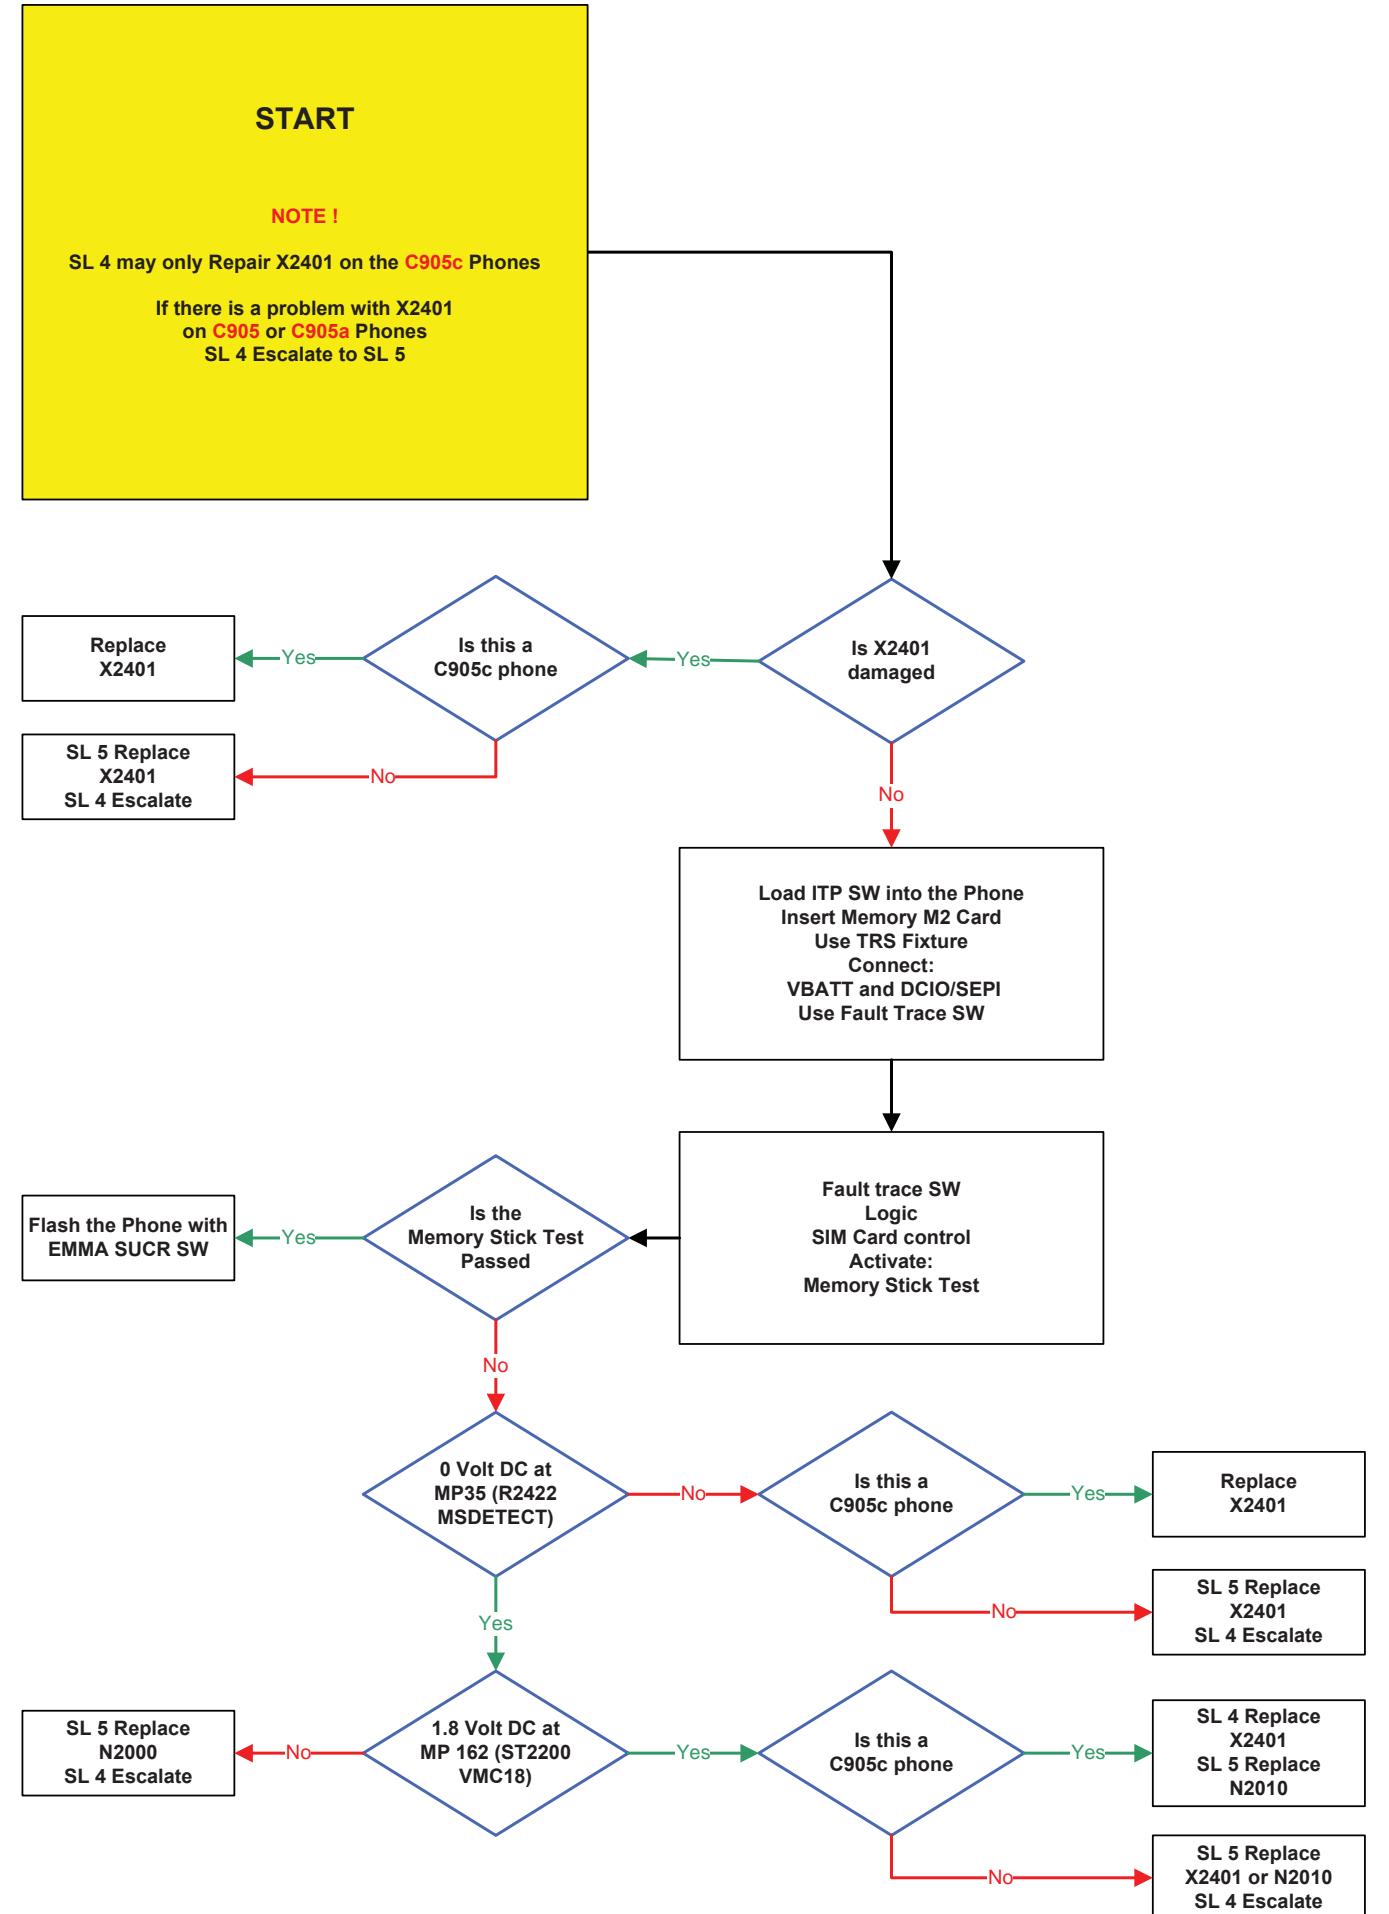 START
NOTE !
SL 4 may only Repair X2401 on the C905c Phones
If there is a problem with X2401
on C905 or C905a Phones
SL 4 Escalate to SL 5
Replace
X2401
Yes
Is this a
C905c phone
Yes
Is X2401
damaged
SL 5 Replace
X2401
SL 4 Escalate
No
No
Load ITP SW into the Phone
Insert Memory M2 Card
Use TRS Fixture
Connect:
VBATT and DCIO/SEPI
Use Fault Trace SW
Flash the Phone with
EMMA SUCR SW
Yes
Is the
Memory Stick Test
Passed
Fault trace SW
Logic
SIM Card control
Activate:
Memory Stick Test
No
0 Volt DC at
MP35 (R2422
MSDETECT)
No
Is this a
C905c phone
Yes
Replace
X2401
No
SL 5 Replace
X2401
SL 4 Escalate
Yes
SL 5 Replace
N2000
SL 4 Escalate
No
1.8 Volt DC at
MP 162 (ST2200
VMC18)
Yes
Is this a
C905c phone
Yes
SL 4 Replace
X2401
SL 5 Replace
N2010
No
SL 5 Replace
X2401 or N2010
SL 4 Escalate